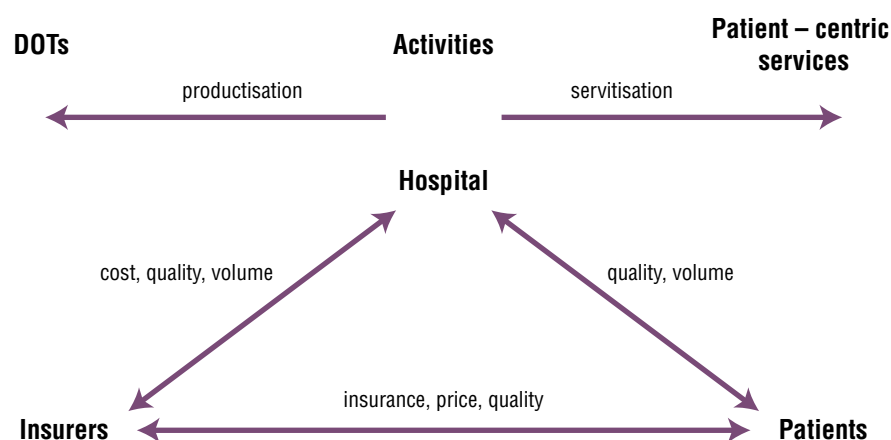 DOTs
Activities
Patient – centric
services
productisation
servitisation
Hospital
cost, quality, volume
quality, volume
insurance, price, quality
Insurers
Patients